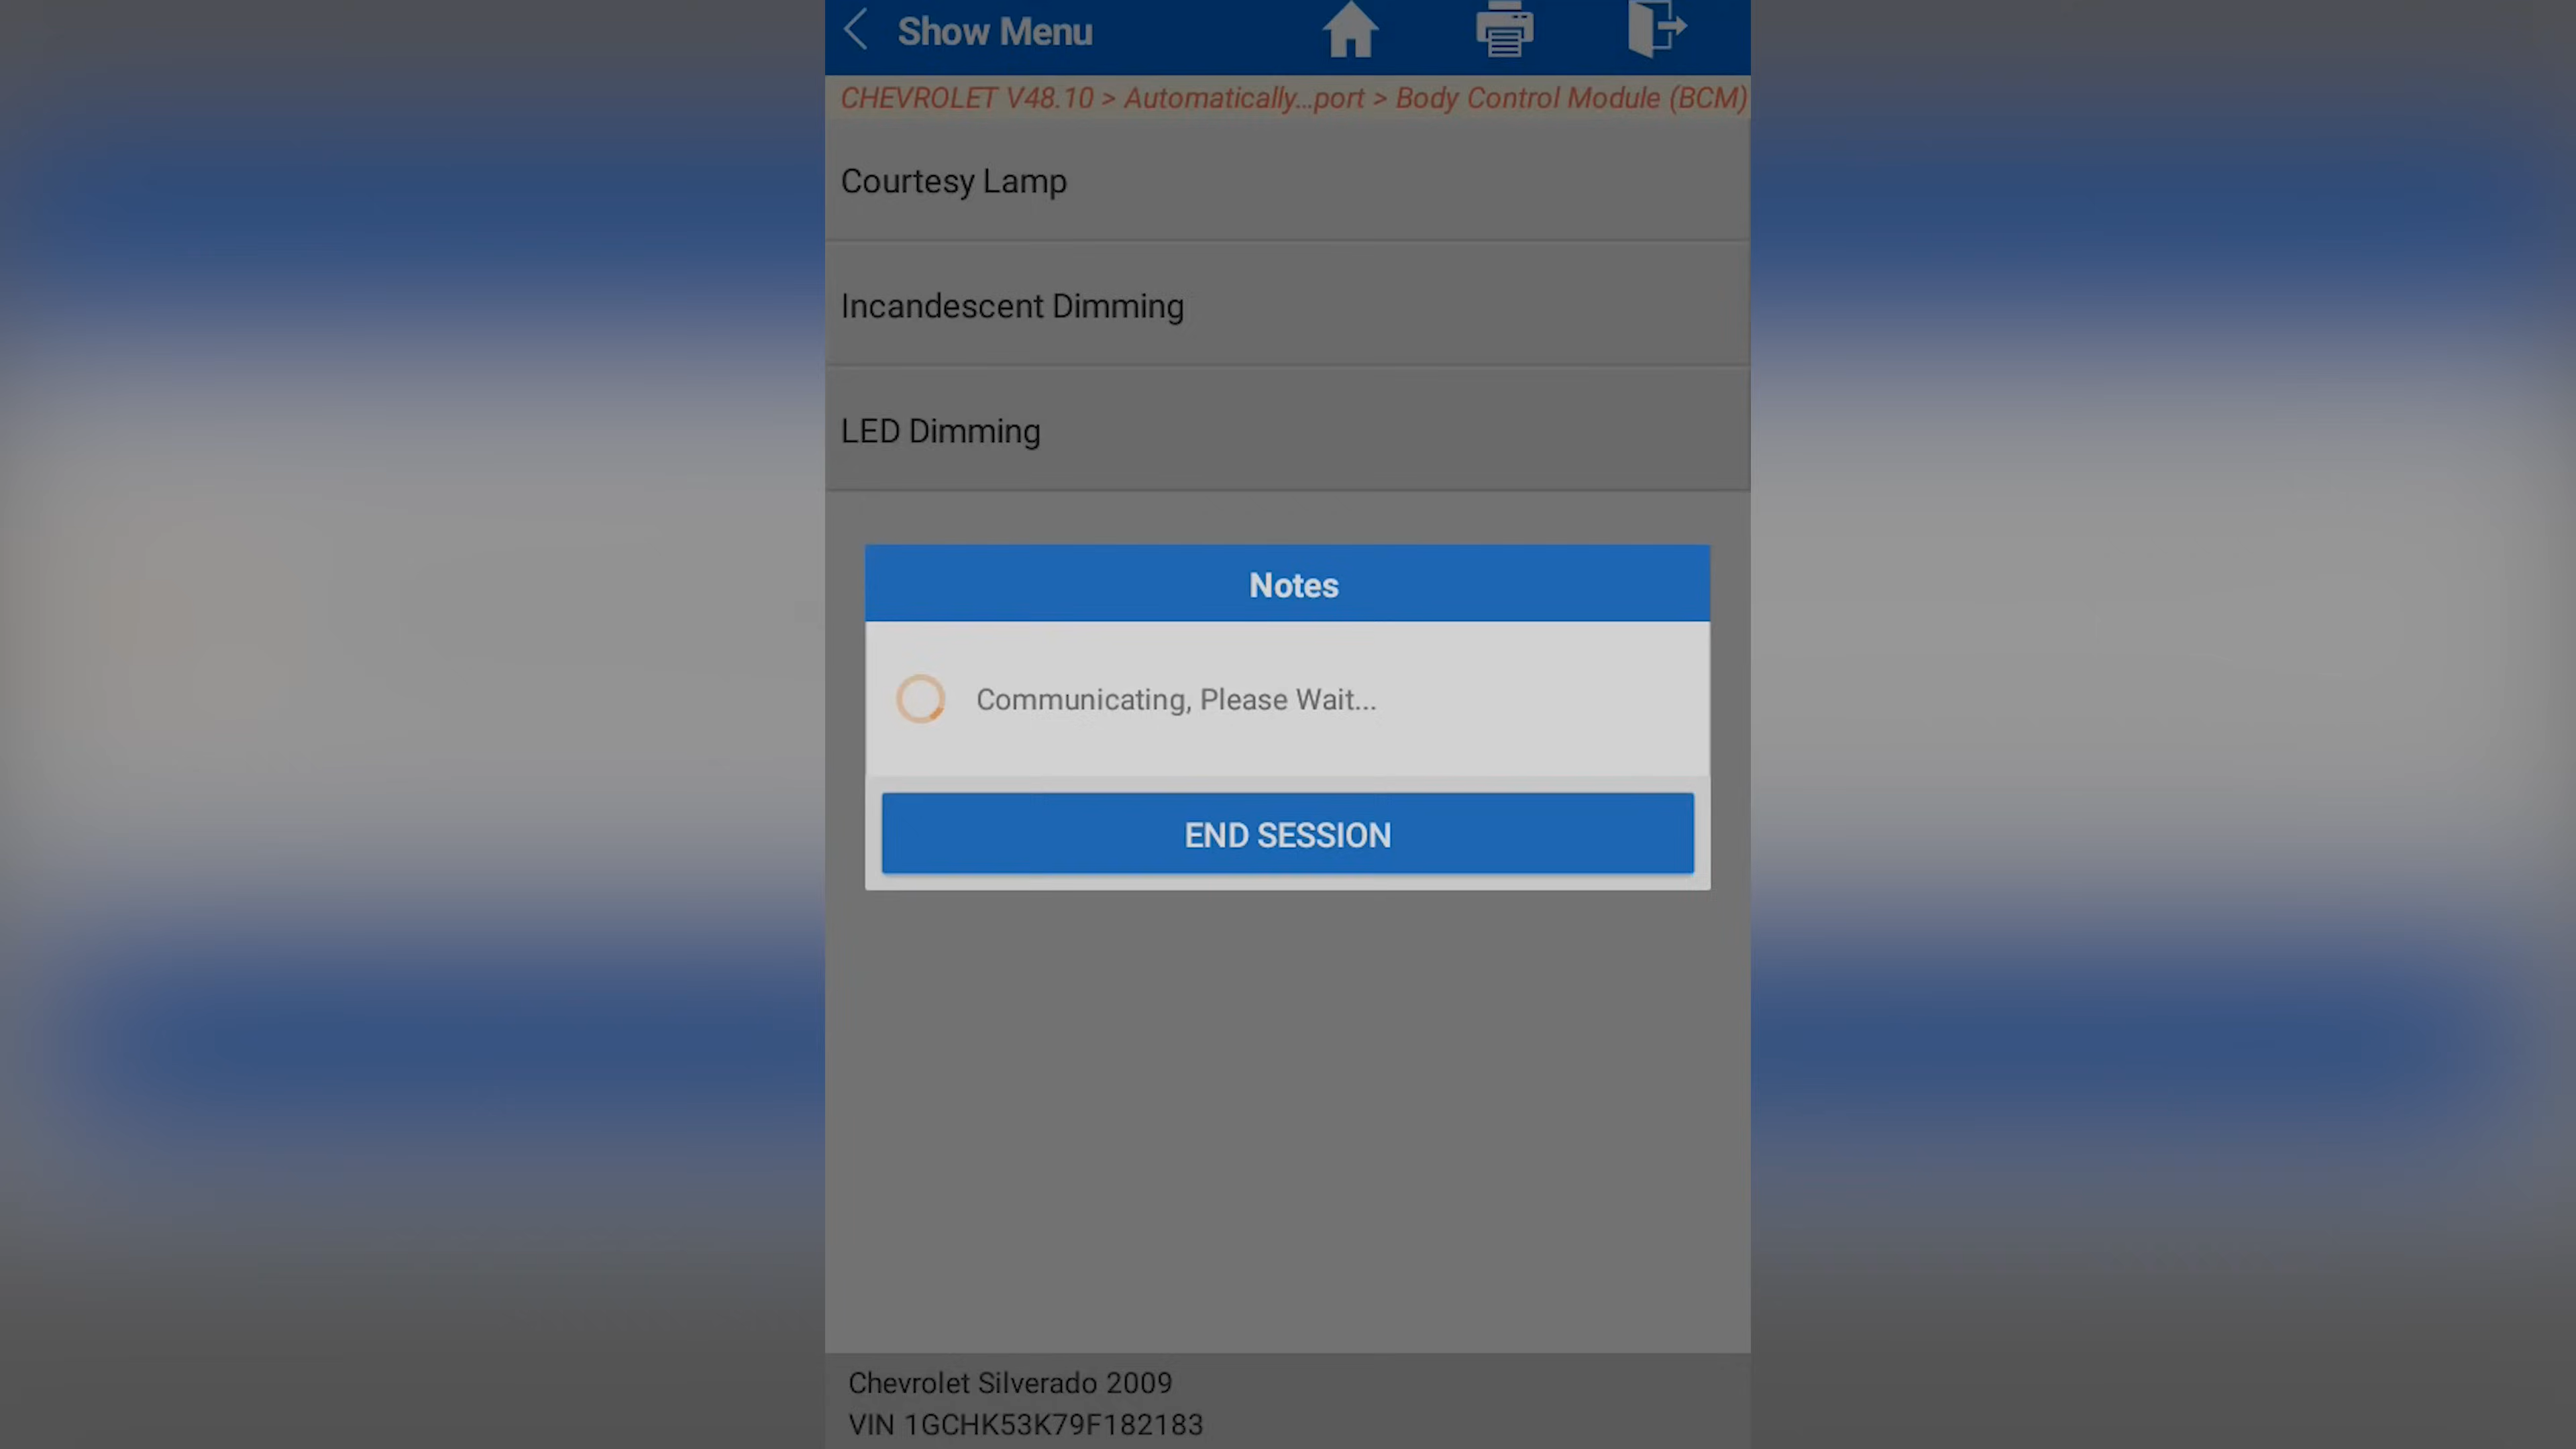 Show Menu
CHEVROLET V48.10 > Automatically...port > Body Control Module (BCM)
Courtesy Lamp
Incandescent Dimming
LED Dimming
Notes
Communicating, Please Wait...
END SESSION
Chevrolet Silverado 2009
VIN 1GCHK53K79F182183